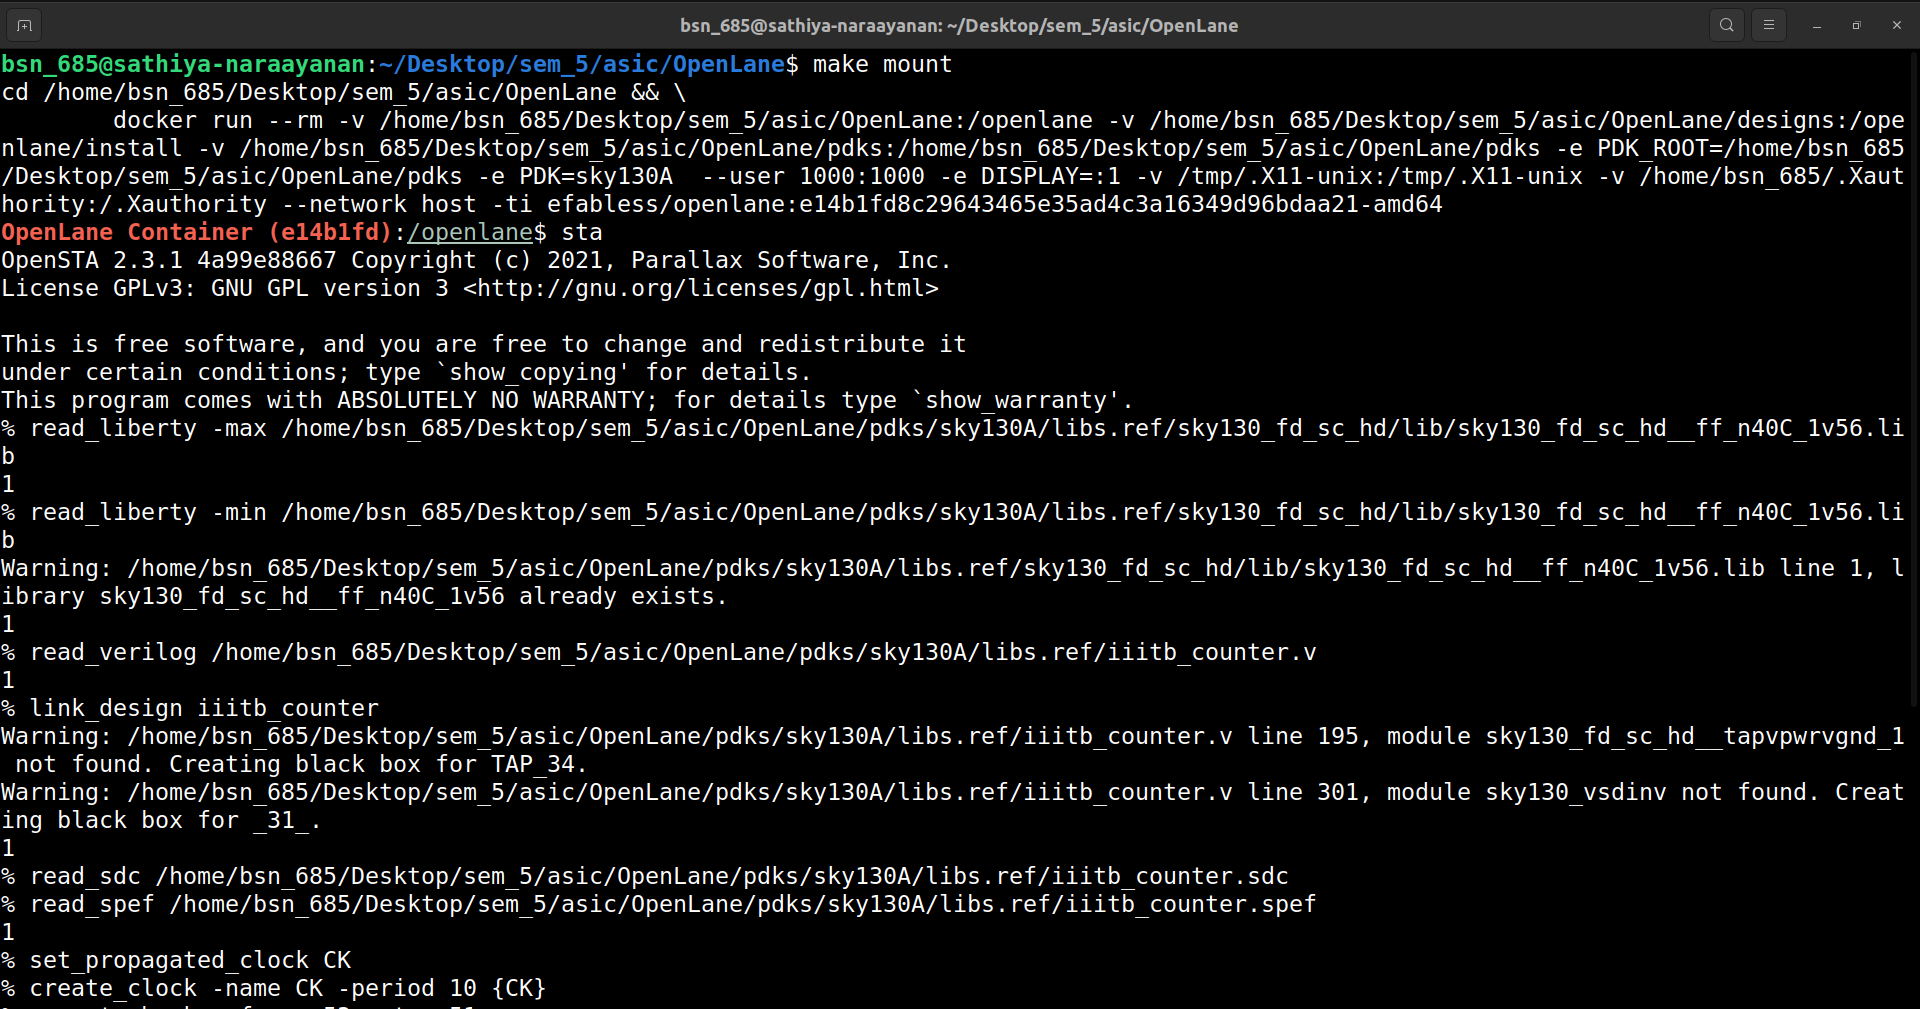 bsn_685@sathiya-naraayanan: ~/Desktop/sem_5/asic/OpenLane
bsn_685@sathiya-naraayanan:~/Desktop/sem_5/asic/OpenLane$ make mount
cd /home/bsn_685/Desktop/sem_5/asic/OpenLane && \
        docker run --rm -v /home/bsn_685/Desktop/sem_5/asic/OpenLane:/openlane -v /home/bsn_685/Desktop/sem_5/asic/OpenLane/designs:/ope
nlane/install -v /home/bsn_685/Desktop/sem_5/asic/OpenLane/pdks:/home/bsn_685/Desktop/sem_5/asic/OpenLane/pdks -e PDK_ROOT=/home/bsn_685
/Desktop/sem_5/asic/OpenLane/pdks -e PDK=sky130A  --user 1000:1000 -e DISPLAY=:1 -v /tmp/.X11-unix:/tmp/.X11-unix -v /home/bsn_685/.Xaut
hority:/.Xauthority --network host -ti efabless/openlane:e14b1fd8c29643465e35ad4c3a16349d96bdaa21-amd64
OpenLane Container (e14b1fd):/openlane$ sta
OpenSTA 2.3.1 4a99e88667 Copyright (c) 2021, Parallax Software, Inc.
License GPLv3: GNU GPL version 3 <http://gnu.org/licenses/gpl.html>

This is free software, and you are free to change and redistribute it
under certain conditions; type `show_copying' for details.
This program comes with ABSOLUTELY NO WARRANTY; for details type `show_warranty'.
% read_liberty -max /home/bsn_685/Desktop/sem_5/asic/OpenLane/pdks/sky130A/libs.ref/sky130_fd_sc_hd/lib/sky130_fd_sc_hd__ff_n40C_1v56.li
b
1
% read_liberty -min /home/bsn_685/Desktop/sem_5/asic/OpenLane/pdks/sky130A/libs.ref/sky130_fd_sc_hd/lib/sky130_fd_sc_hd__ff_n40C_1v56.li
b
Warning: /home/bsn_685/Desktop/sem_5/asic/OpenLane/pdks/sky130A/libs.ref/sky130_fd_sc_hd/lib/sky130_fd_sc_hd__ff_n40C_1v56.lib line 1, l
ibrary sky130_fd_sc_hd__ff_n40C_1v56 already exists.
1
% read_verilog /home/bsn_685/Desktop/sem_5/asic/OpenLane/pdks/sky130A/libs.ref/iiitb_counter.v
1
% link_design iiitb_counter
Warning: /home/bsn_685/Desktop/sem_5/asic/OpenLane/pdks/sky130A/libs.ref/iiitb_counter.v line 195, module sky130_fd_sc_hd__tapvpwrvgnd_1
 not found. Creating black box for TAP_34.
Warning: /home/bsn_685/Desktop/sem_5/asic/OpenLane/pdks/sky130A/libs.ref/iiitb_counter.v line 301, module sky130_vsdinv not found. Creat
ing black box for _31_.
1
% read_sdc /home/bsn_685/Desktop/sem_5/asic/OpenLane/pdks/sky130A/libs.ref/iiitb_counter.sdc
% read_spef /home/bsn_685/Desktop/sem_5/asic/OpenLane/pdks/sky130A/libs.ref/iiitb_counter.spef
1
% set_propagated_clock CK
% create_clock -name CK -period 10 {CK}